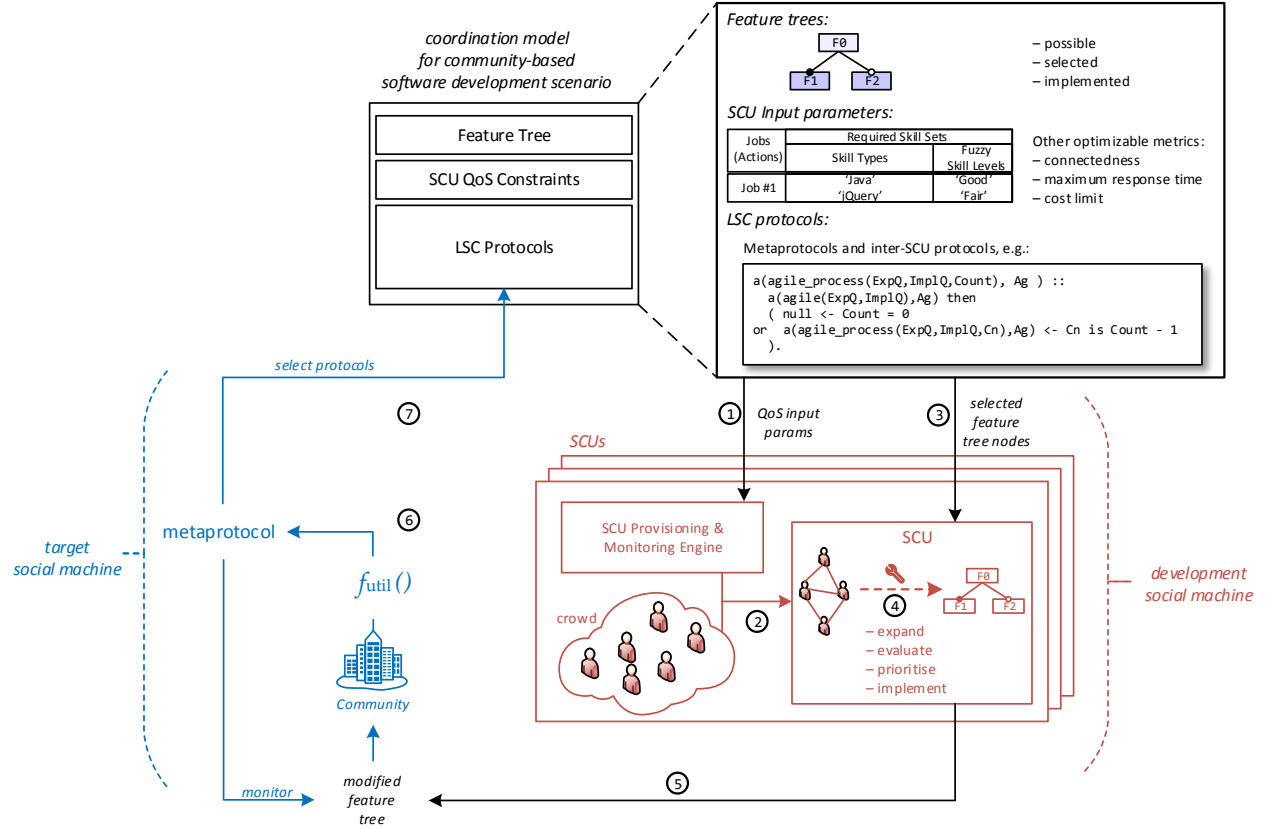 coordination model
for community-based
software development scenario
Feature Tree
SCU QoS Constraints
LSC Protocols
Feature trees:
F0
F1
F2
– possible
– selected
– implemented
SCU Input parameters:
Jobs
(Actions)
Required Skill Sets
Skill Types
Fuzzy
Skill Levels
Job #1
‘Java’
‘jQuery’
‘Good’
‘Fair’
Other optimizable metrics:
– connectedness
– maximum response time
– cost limit
LSC protocols:
Metaprotocols and inter-SCU protocols, e.g.:
a(agile_process(ExpQ,ImplQ,Count), Ag ) ::
a(agile(ExpQ,ImplQ),Ag) then
( null <- Count = 0
or a(agile_process(ExpQ,ImplQ,Cn),Ag) <- Cn is Count - 1
).
select protocols
7
1
QoS input
params
3
selected
feature
tree nodes
SCUs
SCU Provisioning &
Monitoring Engine
SCU
crowd
2
4
F0
F1
F2
– expand
– evaluate
– prioritise
– implement
development
social machine
target
social machine
metaprotocol
6
futil()
Community
monitor
modified
feature
tree
5